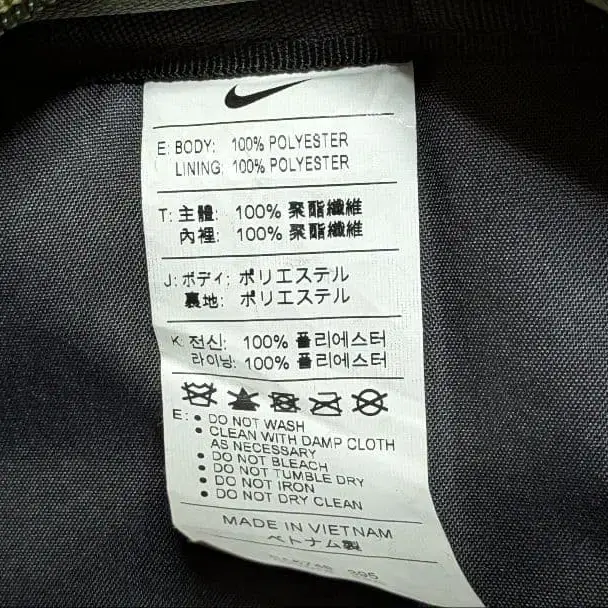 E: BODY: 100% POLYESTER
LINING: 100% POLYESTER
T: 主體: 100% 聚酯纖維
內裡: 100% 聚酯纖維
J: ボディ: ポリエステル
裏地: ポリエステル
K: 전신: 100% 폴리에스터
라이닝: 100% 폴리에스터
E: • DO NOT WASH
• CLEAN WITH DAMP CLOTH
AS NECESSARY
• DO NOT BLEACH
• DO NOT TUMBLE DRY
• DO NOT IRON
• DO NOT DRY CLEAN
MADE IN VIETNAM
ベトナム製